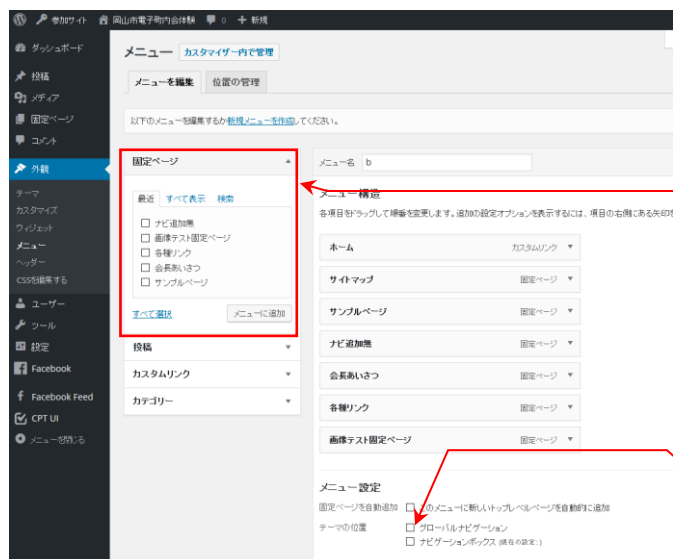 参加サイト 岡山市電子町内会体験 0 + 新規
ダッシュボード
投稿
メディア
固定ページ
コメント
外観
テーマ
カスタマイズ
ウィジェット
メニュー
ヘッダー
CSSを編集する
ユーザー
ツール
設定
Facebook
Facebook Feed
CPT UI
メニューを閉じる
メニュー カスタマイザー内で管理
メニューを編集 位置の管理
以下のメニューを編集するか新規メニューを作成してください。
固定ページ
最近 すべて表示 検索
ナビ追加無
画像テスト固定ページ
各種リンク
会長あいさつ
サンプルページ
すべて選択 メニューに追加
投稿
カスタムリンク
カテゴリー
メニュー名 b
メニュー構造
各項目をドラッグして順番を変更します。追加の設定オプションを表示するには、項目の右側にある矢印を
ホーム カスタムリンク
サイトマップ 固定ページ
サンプルページ 固定ページ
ナビ追加無 固定ページ
会長あいさつ 固定ページ
各種リンク 固定ページ
画像テスト固定ページ 固定ページ
メニュー設定
固定ページを自動追加 このメニューに新しいトップレベルページを自動的に追加
テーマの位置 グローバルナビゲーション
ナビゲーションボックス (現在の設定:)